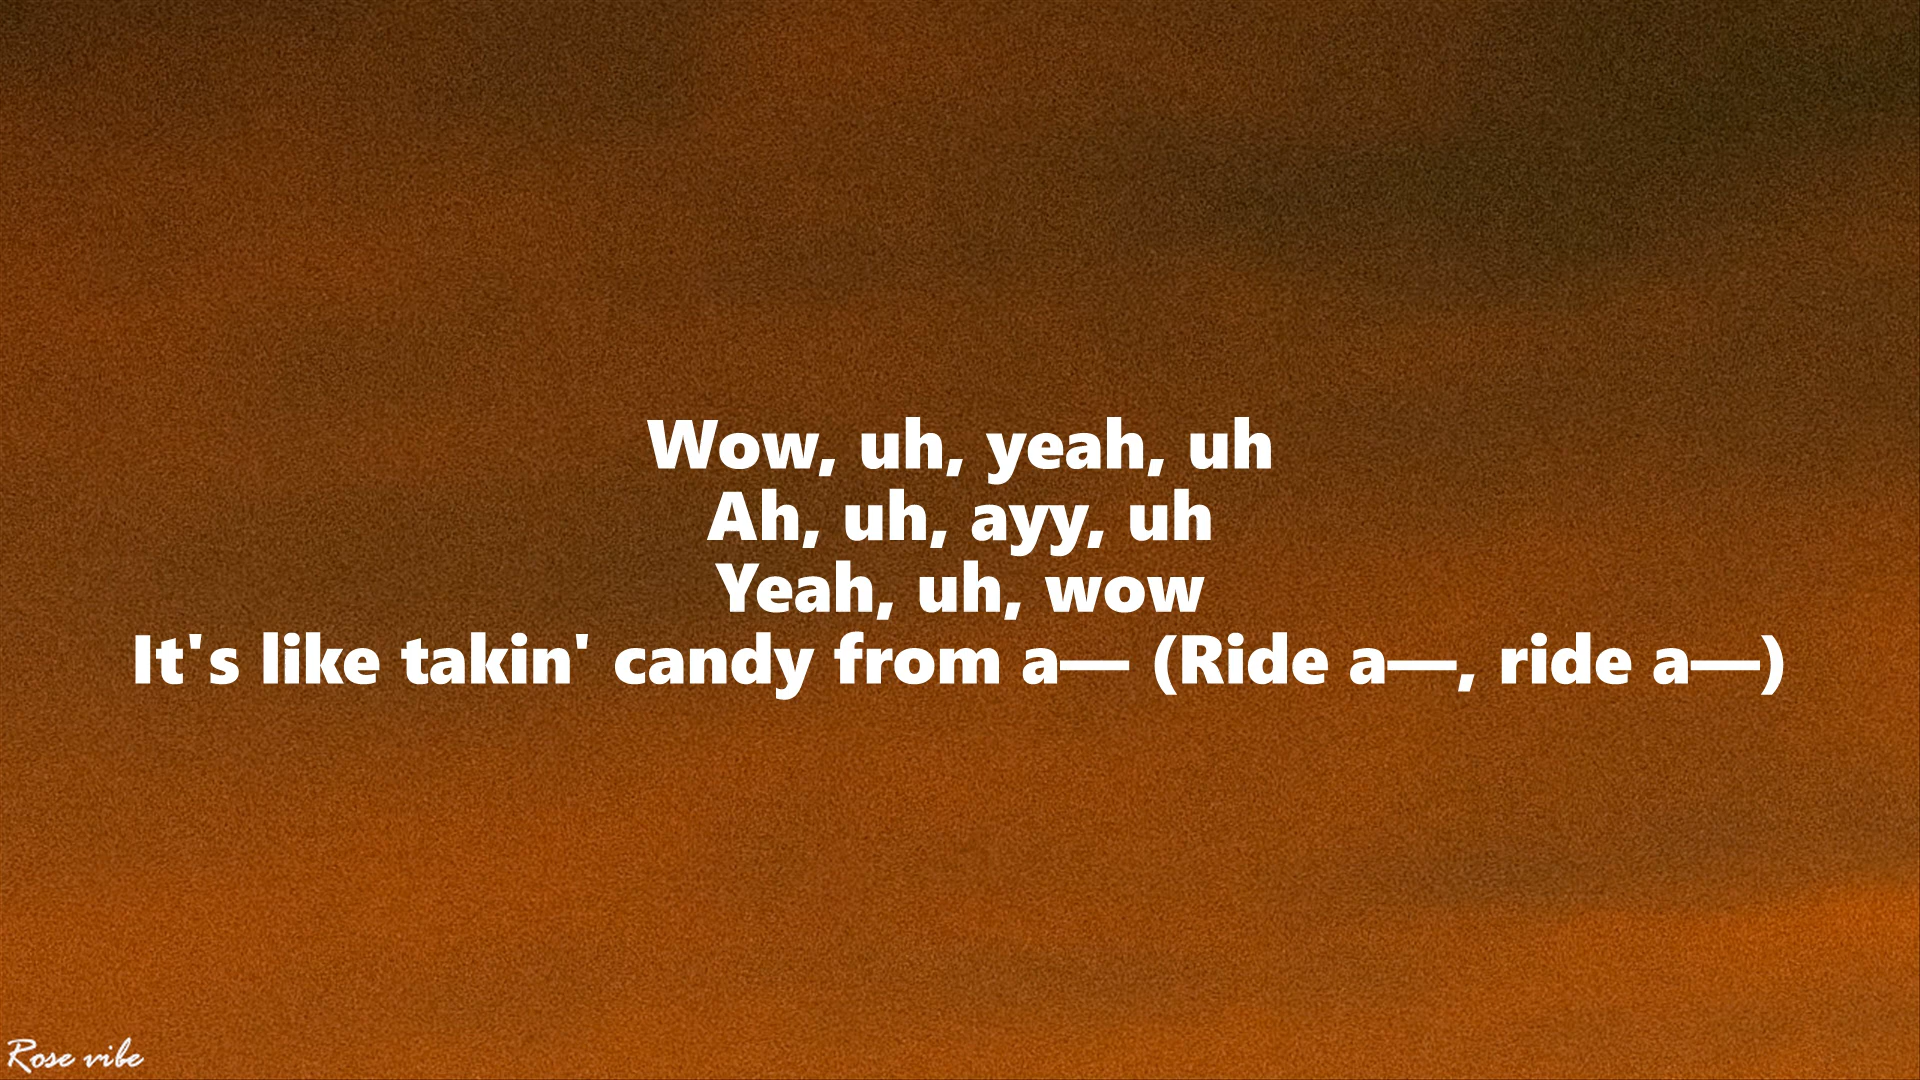 Wow, uh, yeah, uh
Ah, uh, ayy, uh
Yeah, uh, wow
It's like takin' candy from a— (Ride a—, ride a—)
Rose vibe